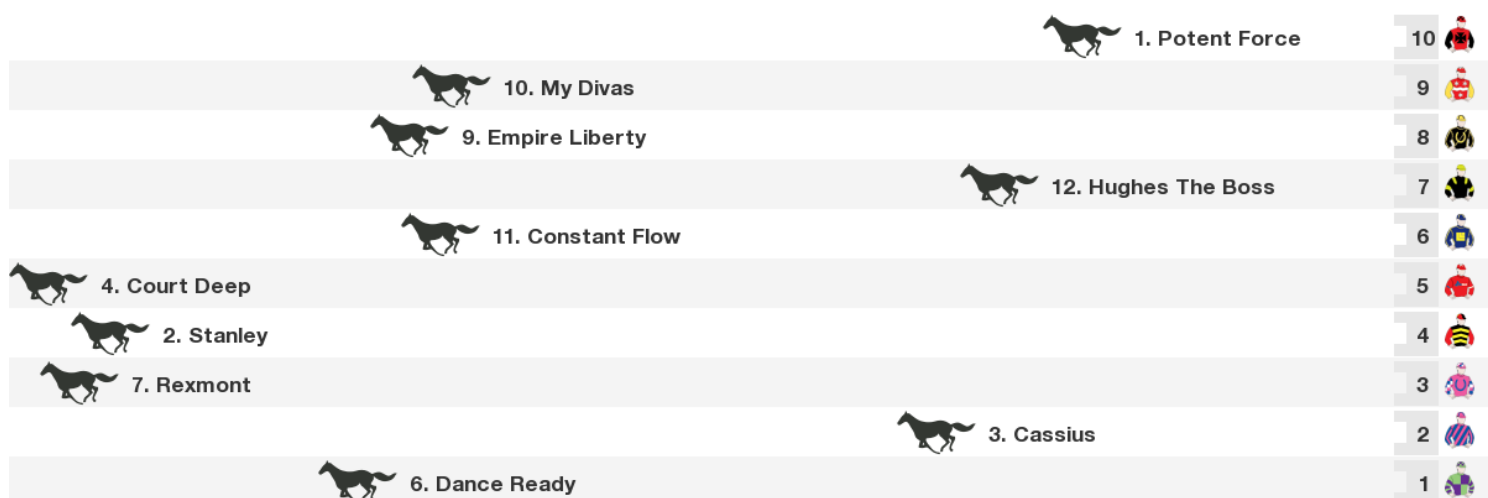 1. Potent Force 10
10. My Divas 9
9. Empire Liberty 8
12. Hughes The Boss 7
11. Constant Flow 6
4. Court Deep 5
2. Stanley 4
7. Rexmont 3
3. Cassius 2
6. Dance Ready 1